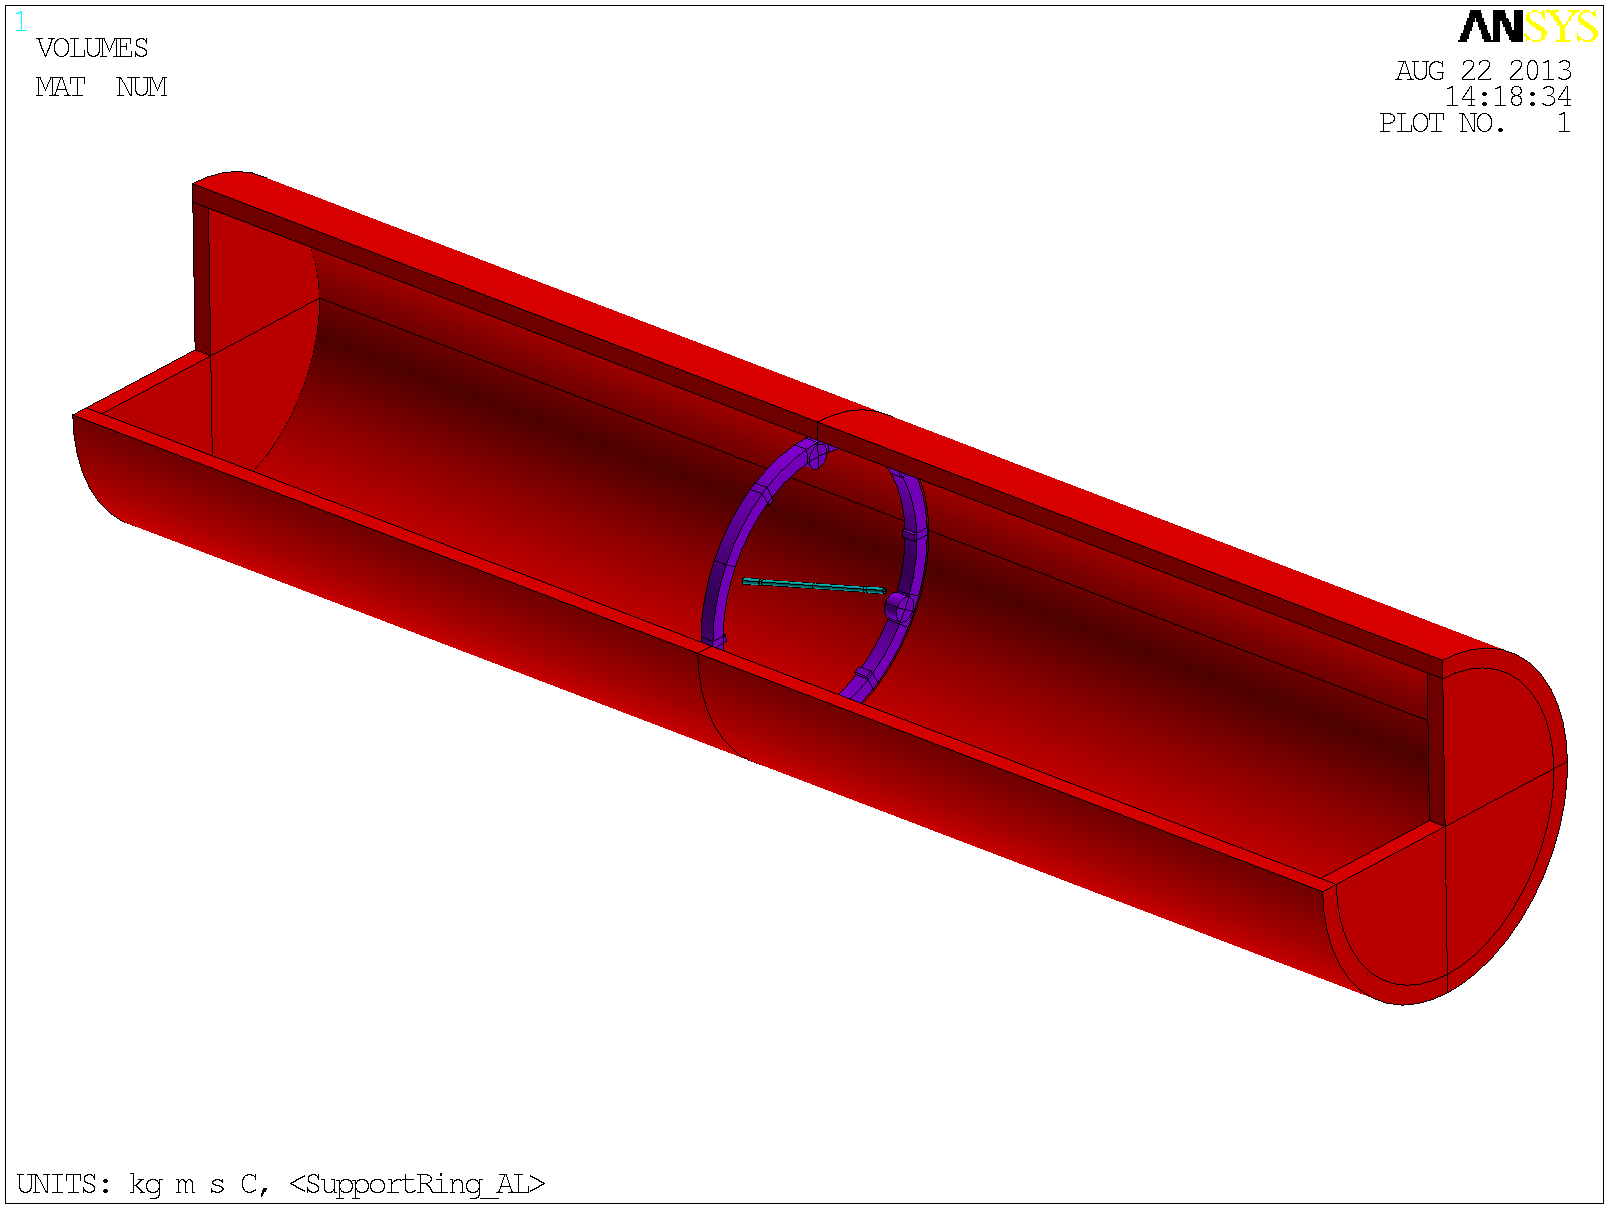 1
VOLUMES
MAT NUM
ANSYS
AUG 22 2013
14:18:34
PLOT NO. 1
UNITS: kg m s C, <SupportRing_AL>